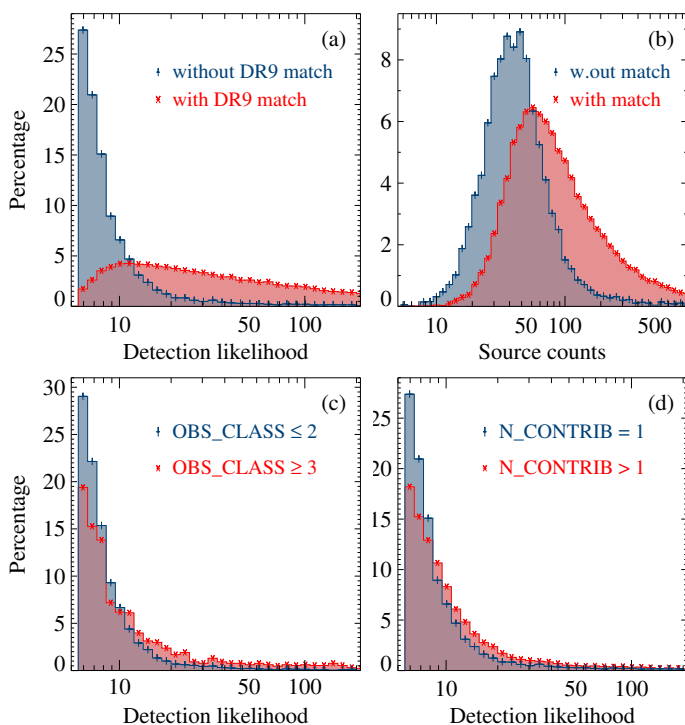 (a)
without DR9 match
with DR9 match
25
20
15
10
5
0
Percentage
10
100
Detection likelihood
(b)
w.out match
with match
8
6
4
2
0
10
50
100
500
Source counts
(c)
OBS_CLASS ≤ 2
OBS_CLASS ≥ 3
30
25
20
15
10
5
0
Percentage
10
100
Detection likelihood
(d)
N_CONTRIB = 1
N_CONTRIB > 1
25
20
15
10
5
0
10
50
100
Detection likelihood